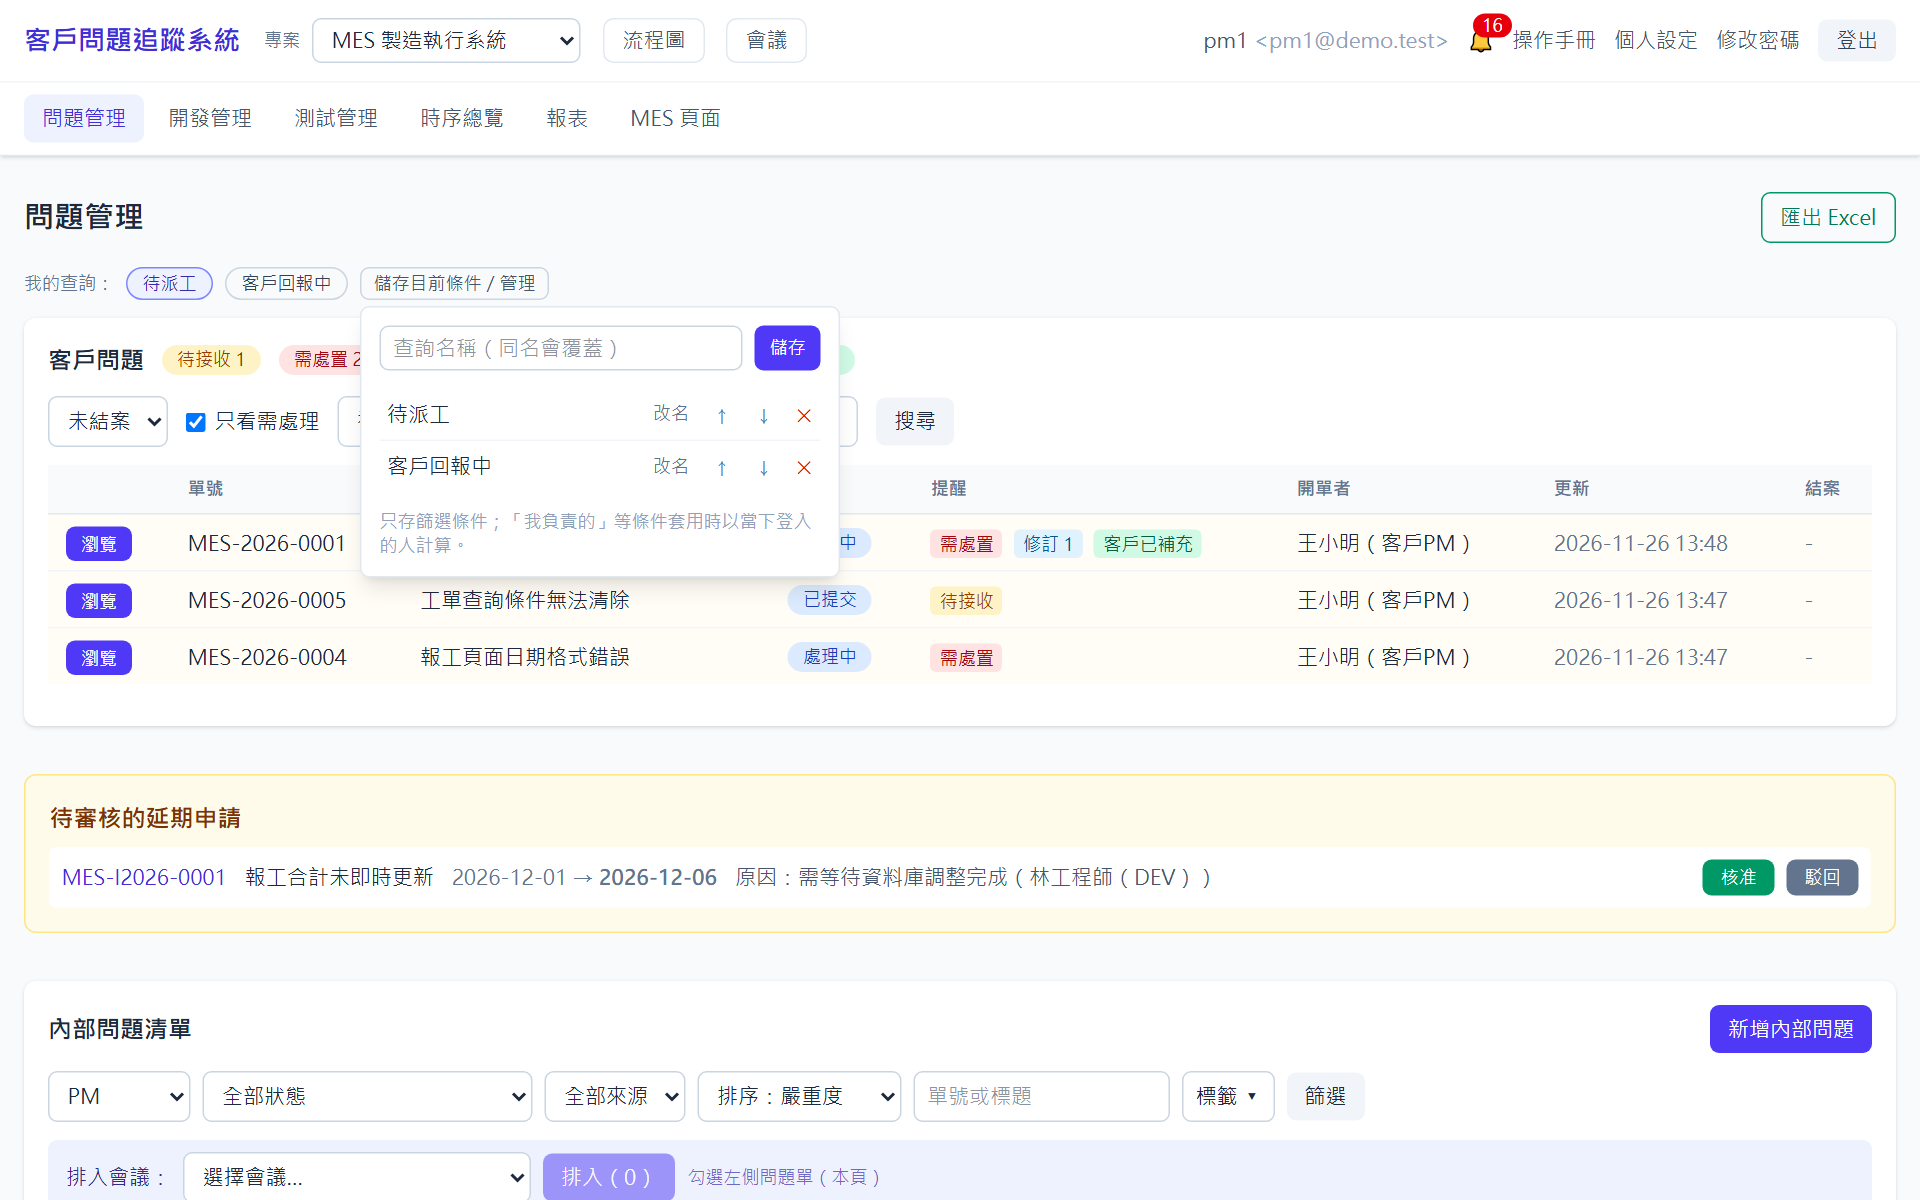 客戶問題追蹤系統 專案 MES 製造執行系統 流程圖 會議 pm1 <pm1@demo.test> 16 操作手冊 個人設定 修改密碼 登出
問題管理 開發管理 測試管理 時序總覽 報表 MES 頁面
問題管理 匯出 Excel
我的查詢： 待派工 客戶回報中 儲存目前條件 / 管理
查詢名稱（同名會覆蓋） 儲存
待派工 改名 ↑ ↓ ×
客戶回報中 改名 ↑ ↓ ×
只存篩選條件；「我負責的」等條件套用時以當下登入
的人計算。
客戶問題 待接收 1 需處置 2
未結案 只看需處理 搜尋
單號 提醒 開單者 更新 結案
瀏覽 MES-2026-0001 中 需處置 修訂 1 客戶已補充 王小明（客戶PM） 2026-11-26 13:48 -
瀏覽 MES-2026-0005 工單查詢條件無法清除 已提交 待接收 王小明（客戶PM） 2026-11-26 13:47 -
瀏覽 MES-2026-0004 報工頁面日期格式錯誤 處理中 需處置 王小明（客戶PM） 2026-11-26 13:47 -
待審核的延期申請
MES-I2026-0001 報工合計未即時更新 2026-12-01 → 2026-12-06 原因：需等待資料庫調整完成（林工程師（DEV）） 核准 駁回
內部問題清單 新增內部問題
PM 全部狀態 全部來源 排序：嚴重度 單號或標題 標籤 ▼ 篩選
排入會議： 選擇會議... 排入（0） 勾選左側問題單（本頁）